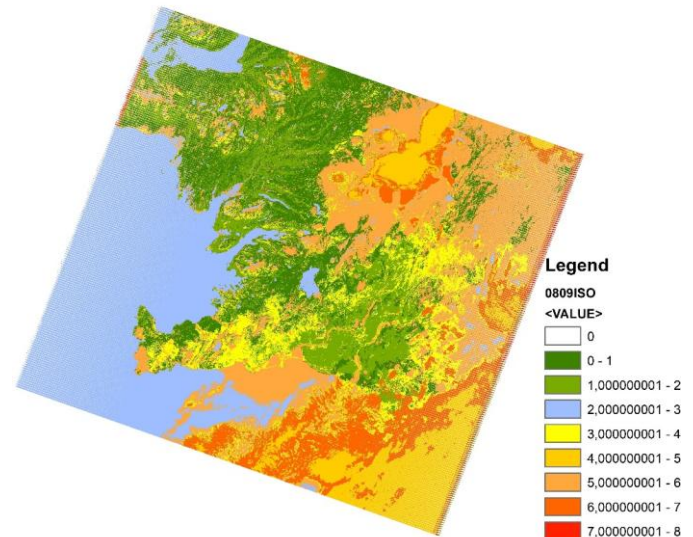 Legend
0809ISO
<VALUE>
0
0 - 1
1,000000001 - 2
2,000000001 - 3
3,000000001 - 4
4,000000001 - 5
5,000000001 - 6
6,000000001 - 7
7,000000001 - 8